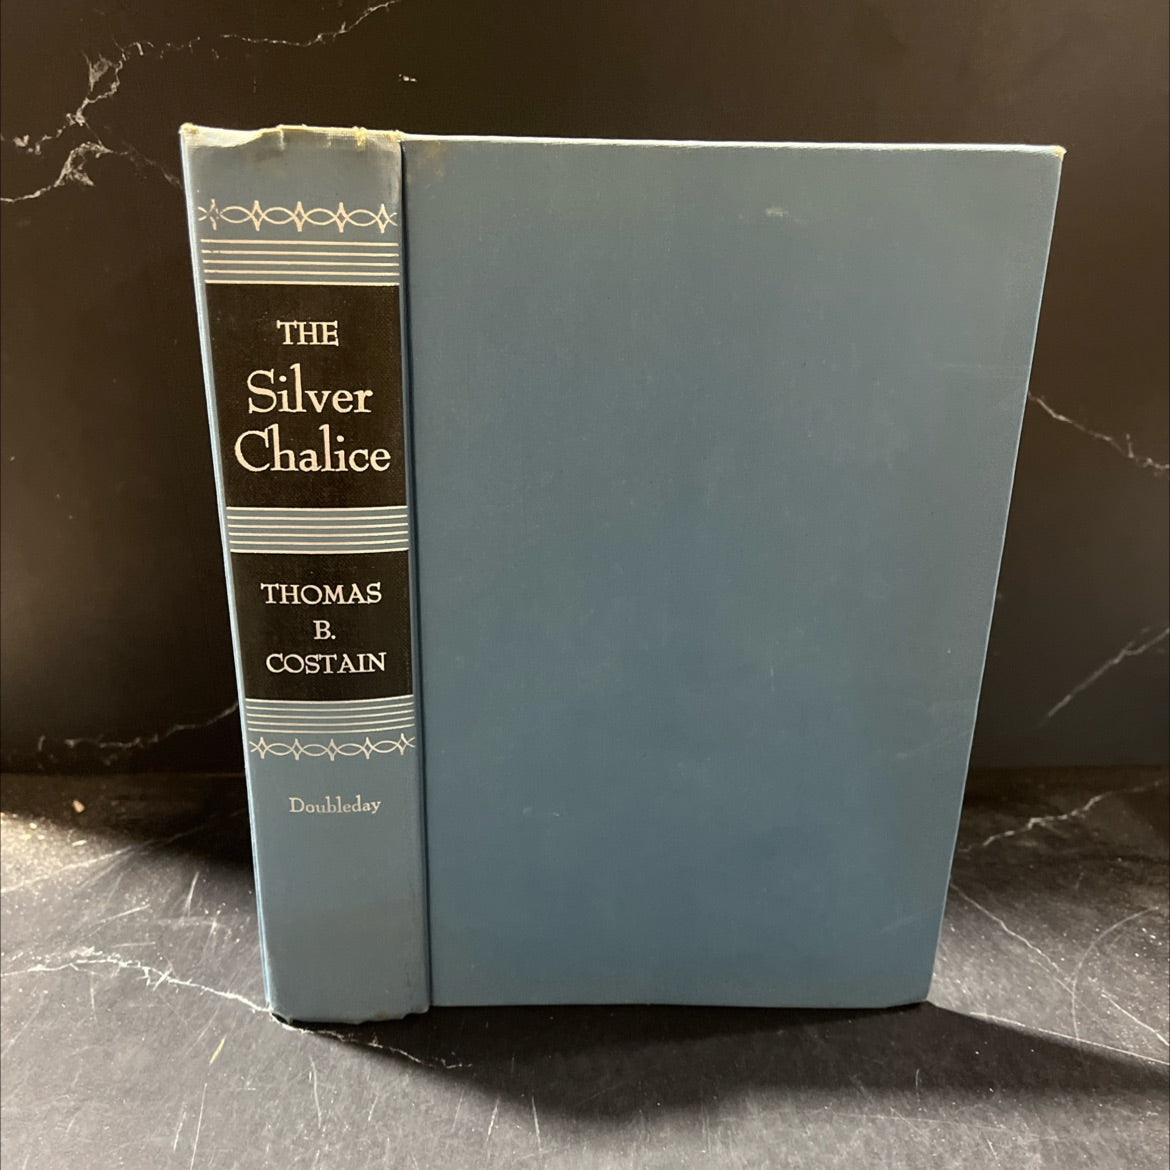 THE
Silver
Chalice
THOMAS
B.
COSTAIN
Doubleday